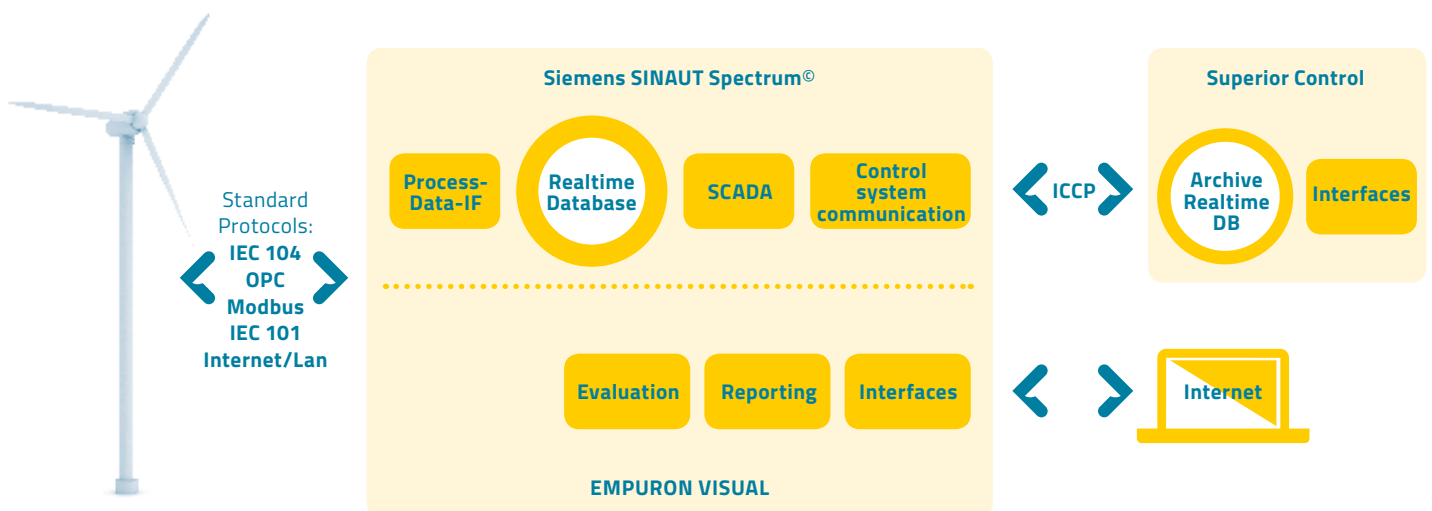 Siemens SINAUT Spectrum©
Superior Control
Standard
Protocols:
IEC 104
OPC
Modbus
IEC 101
Internet/Lan
Process-
Data-IF
Realtime
Database
SCADA
Control
system
communication
ICCP
Archive
Realtime
DB
Interfaces
Evaluation
Reporting
Interfaces
Internet
EMPURON VISUAL